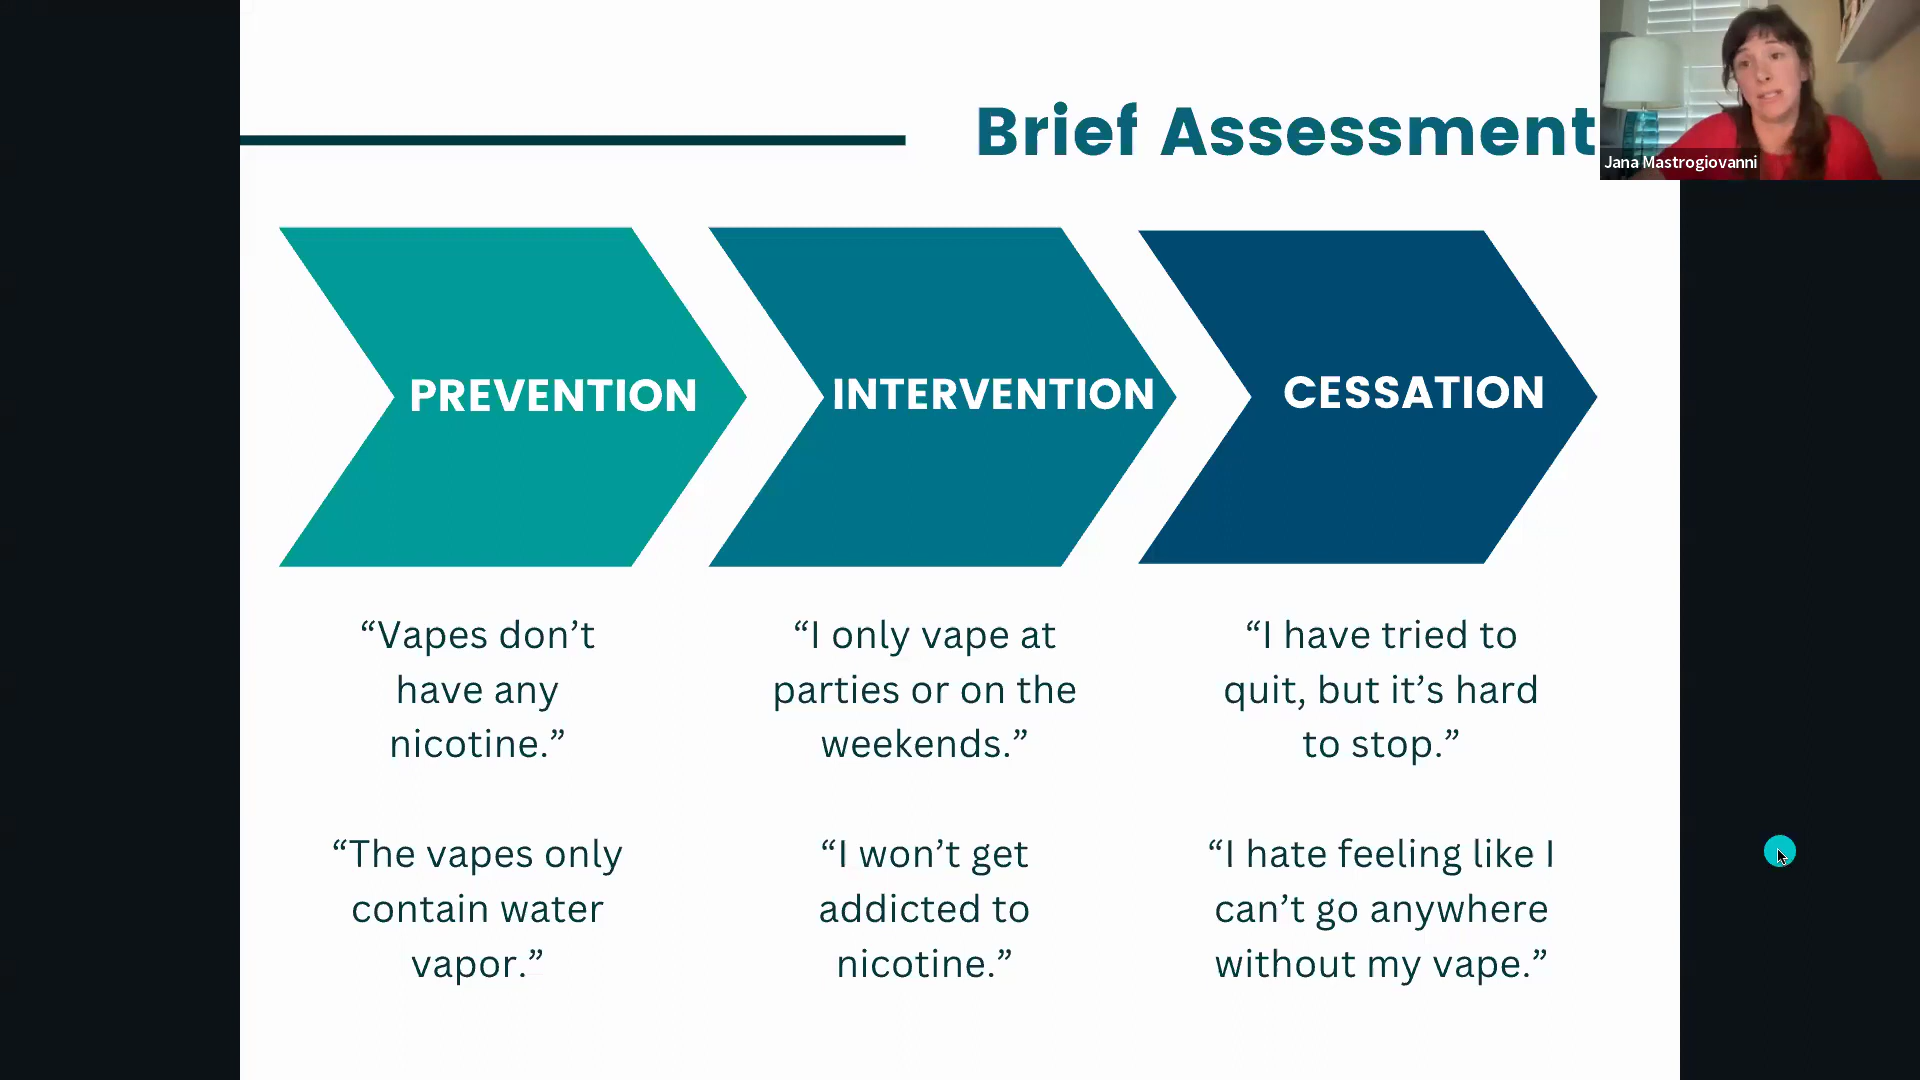 Brief Assessment
Jana Mastrogiovanni
PREVENTION
INTERVENTION
CESSATION
“Vapes don’t
have any
nicotine.”
“The vapes only
contain water
vapor.”
“I only vape at
parties or on the
weekends.”
“I won’t get
addicted to
nicotine.”
“I have tried to
quit, but it’s hard
to stop.”
“I hate feeling like I
can’t go anywhere
without my vape.”